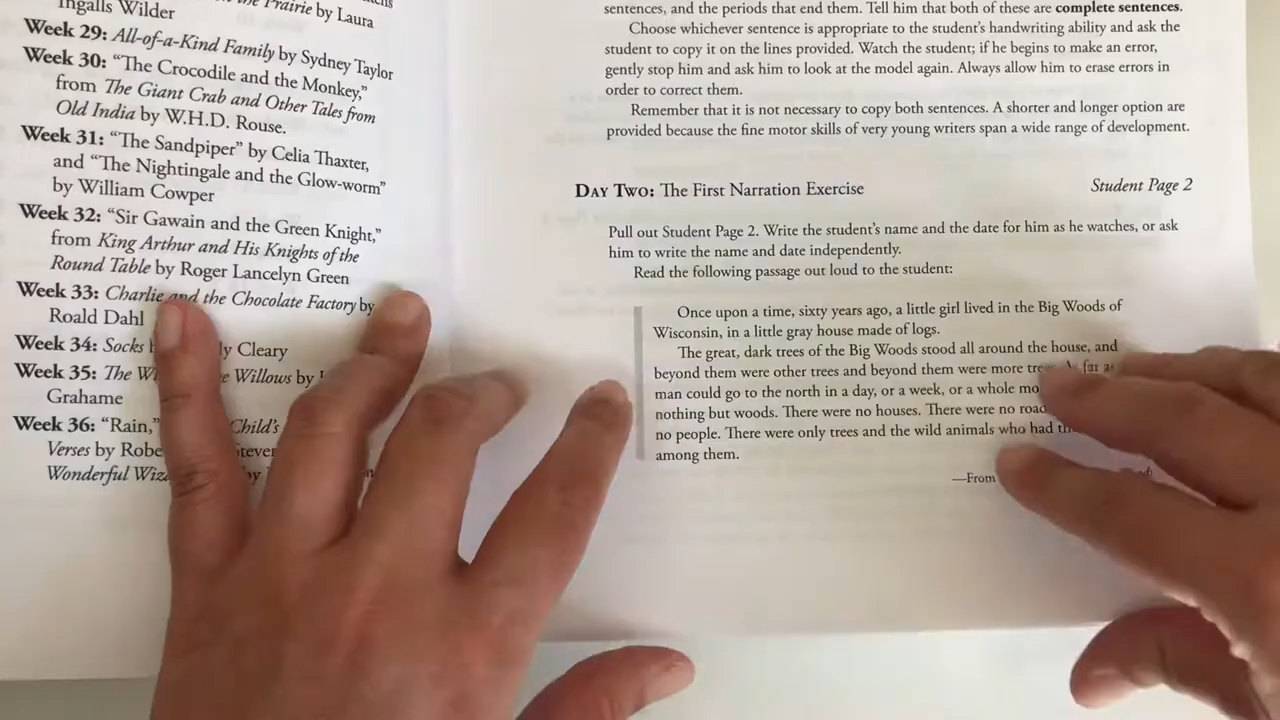 the Prairie by Laura
Ingalls Wilder
Week 29: All-of-a-Kind Family by Sydney Taylor
Week 30: “The Crocodile and the Monkey,”
from The Giant Crab and Other Tales from
Old India by W.H.D. Rouse.
Week 31: “The Sandpiper” by Celia Thaxter,
and “The Nightingale and the Glow-worm”
by William Cowper
Week 32: “Sir Gawain and the Green Knight,”
from King Arthur and His Knights of the
Round Table by Roger Lancelyn Green
Week 33: Charlie and the Chocolate Factory by
Roald Dahl
Week 34: Socks Cleary
Week 35: The Willows by
Grahame
Week 36: “Rain,” Child’s
Verses by
Wonderful by
sentences, and the periods that end them. Tell him that both of these are complete sentences.
Choose whichever sentence is appropriate to the student’s handwriting ability and ask the
student to copy it on the lines provided. Watch the student; if he begins to make an error,
gently stop him and ask him to look at the model again. Always allow him to erase errors in
order to correct them.
Remember that it is not necessary to copy both sentences. A shorter and longer option are
provided because the fine motor skills of very young writers span a wide range of development.
DAY TWO: The First Narration Exercise Student Page 2
Pull out Student Page 2. Write the student’s name and the date for him as he watches, or ask
him to write the name and date independently.
Read the following passage out loud to the student:
Once upon a time, sixty years ago, a little girl lived in the Big Woods of
Wisconsin, in a little gray house made of logs.
The great, dark trees of the Big Woods stood all around the house, and
beyond them were other trees and beyond them were more far as
man could go to the north in a day, or a week, or a whole
nothing but woods. There were no houses. There were no
no people. There were only trees and the wild animals who had
among them.
—From